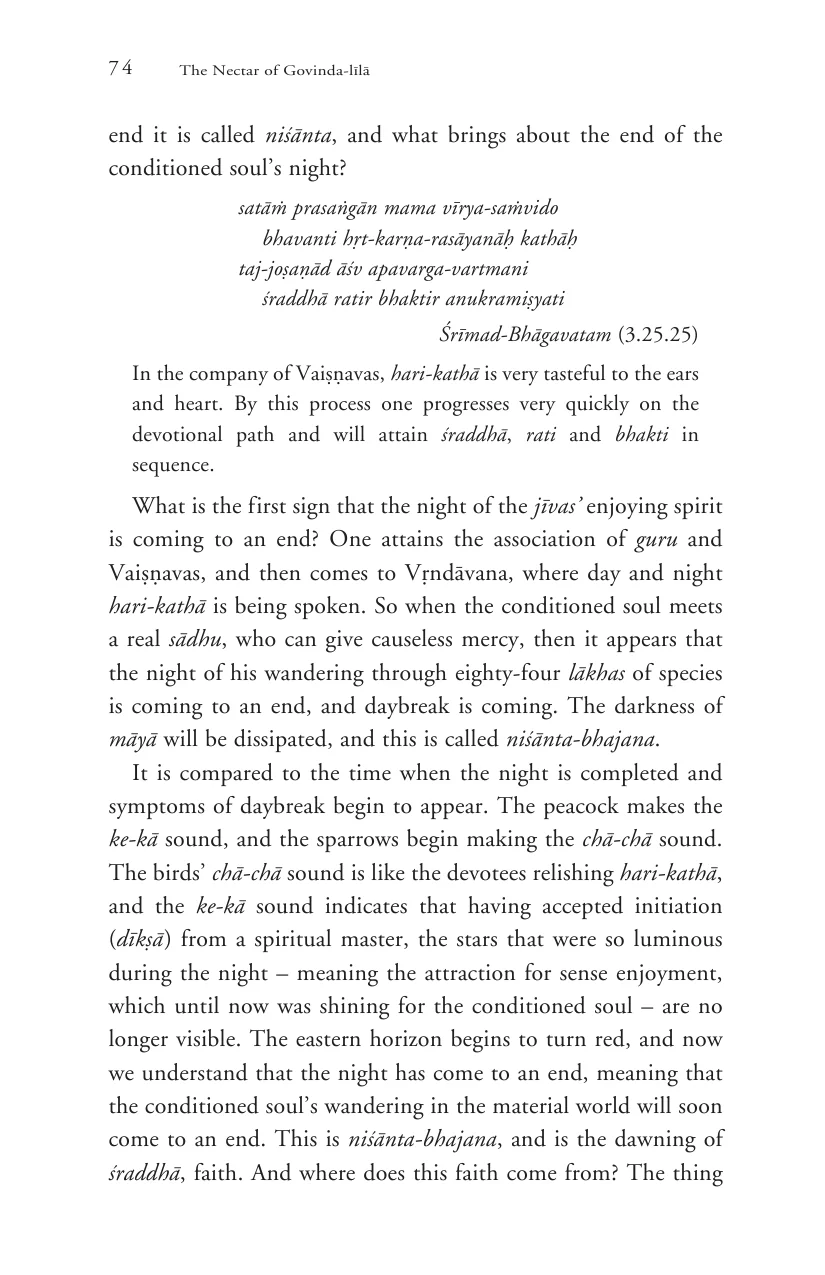 74 The Nectar of Govinda-līlā
end it is called niśānta, and what brings about the end of the
conditioned soul’s night?
satāṁ prasaṅgān mama vīrya-saṁvido
bhavanti hṛt-karṇa-rasāyanāḥ kathāḥ
taj-joṣaṇād āśv apavarga-vartmani
śraddhā ratir bhaktir anukramiṣyati
Śrīmad-Bhāgavatam (3.25.25)
In the company of Vaiṣṇavas, hari-kathā is very tasteful to the ears
and heart. By this process one progresses very quickly on the
devotional path and will attain śraddhā, rati and bhakti in
sequence.
What is the first sign that the night of the jīvas’ enjoying spirit
is coming to an end? One attains the association of guru and
Vaiṣṇavas, and then comes to Vṛndāvana, where day and night
hari-kathā is being spoken. So when the conditioned soul meets
a real sādhu, who can give causeless mercy, then it appears that
the night of his wandering through eighty-four lākhas of species
is coming to an end, and daybreak is coming. The darkness of
māyā will be dissipated, and this is called niśānta-bhajana.
It is compared to the time when the night is completed and
symptoms of daybreak begin to appear. The peacock makes the
ke-kā sound, and the sparrows begin making the chā-chā sound.
The birds’ chā-chā sound is like the devotees relishing hari-kathā,
and the ke-kā sound indicates that having accepted initiation
(dīkṣā) from a spiritual master, the stars that were so luminous
during the night – meaning the attraction for sense enjoyment,
which until now was shining for the conditioned soul – are no
longer visible. The eastern horizon begins to turn red, and now
we understand that the night has come to an end, meaning that
the conditioned soul’s wandering in the material world will soon
come to an end. This is niśānta-bhajana, and is the dawning of
śraddhā, faith. And where does this faith come from? The thing